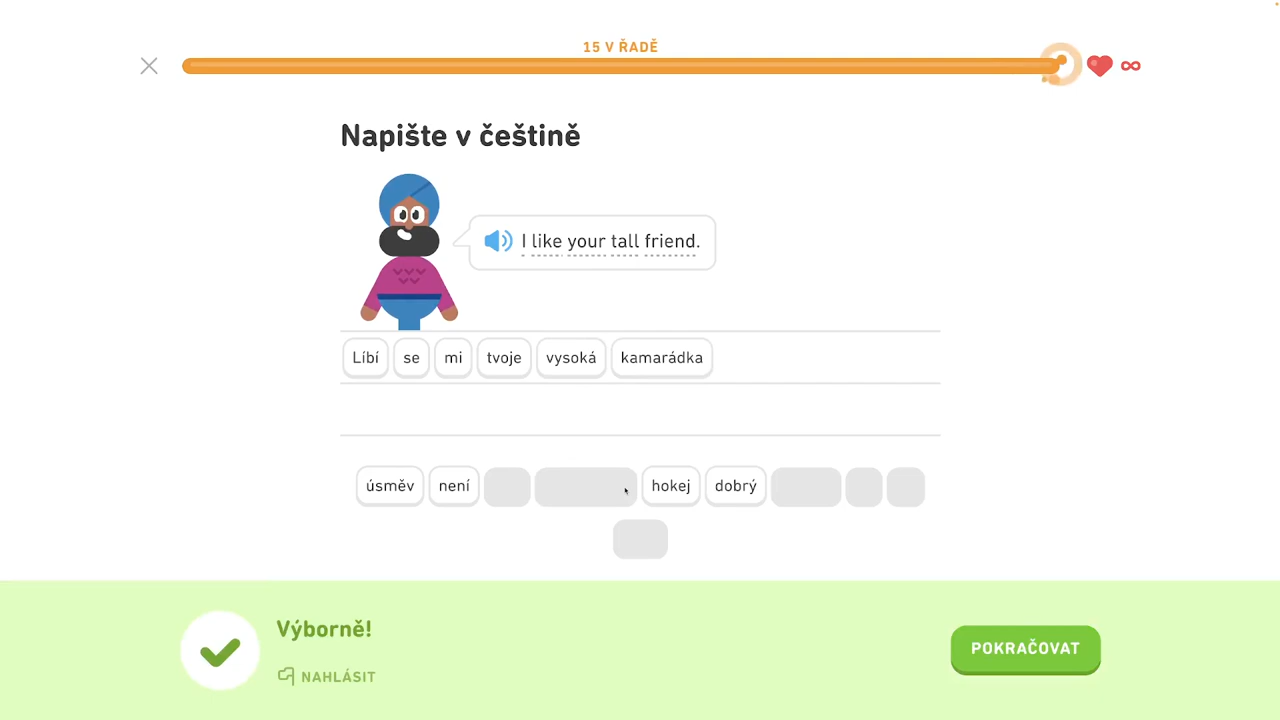 15 V ŘADĚ
Napište v češtině
I like your tall friend.
Líbí se mi tvoje vysoká kamarádka
úsměv není hokej dobrý
Výborně!
NAHLÁSIT
POKRAČOVAT